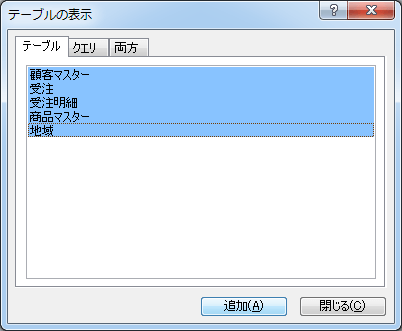 テーブルの表示
テーブル クエリ 両方
顧客マスター
受注
受注明細
商品マスター
地域
追加(A) 閉じる(C)